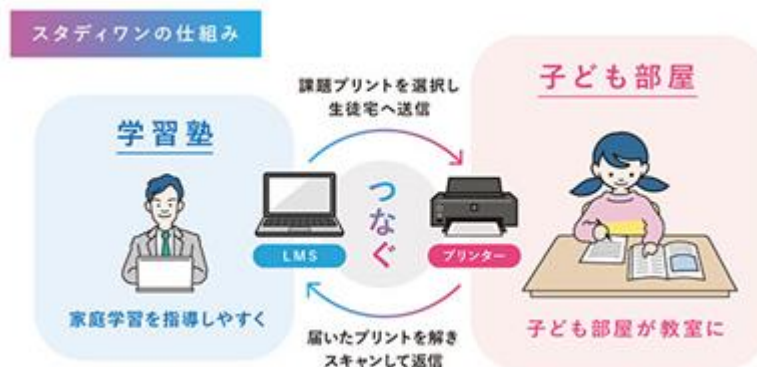 スタディワンの仕組み
学習塾
家庭学習を指導しやすく
課題プリントを選択し
生徒宅へ送信
つなぐ
LMS
プリンター
届いたプリントを解き
スキャンして返信
子ども部屋
子ども部屋が教室に